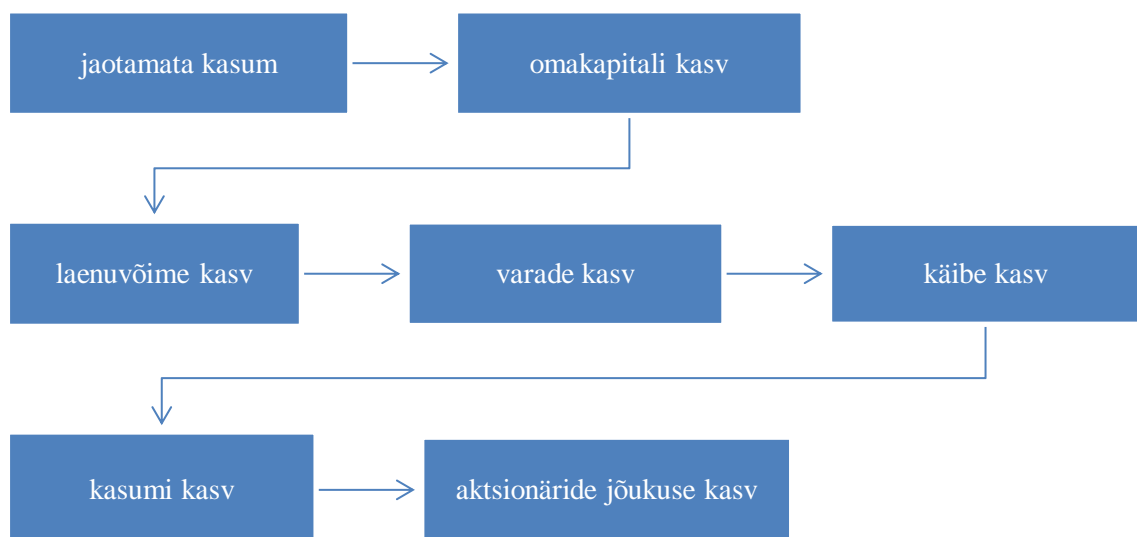 jaotamata kasum
omakapitali kasv
laenuvõime kasv
varade kasv
käibe kasv
kasumi kasv
aktsionäride jõukuse kasv